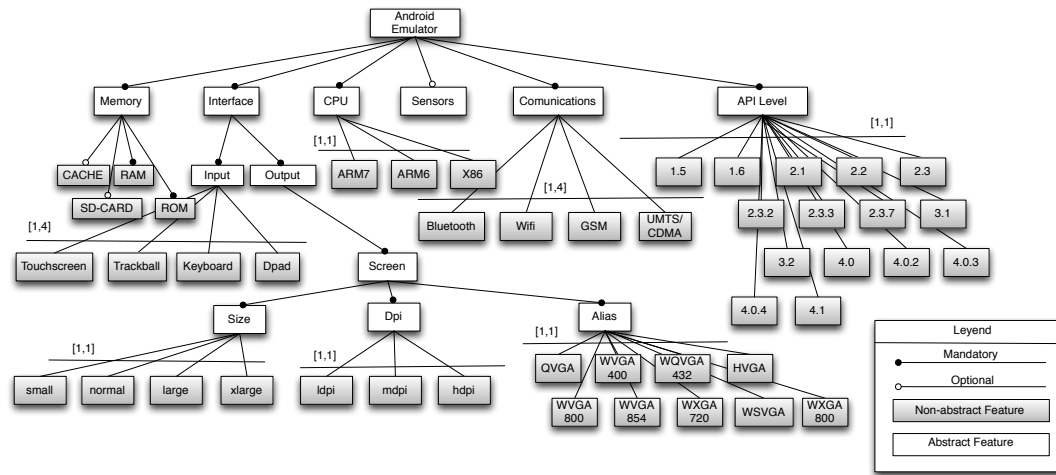 Android
Emulator
Memory
Interface
CPU
Sensors
Comunications
API Level
[1,1]
[1,1]
CACHE
RAM
Input
Output
ARM7
ARM6
X86
1.5
1.6
2.1
2.2
2.3
SD-CARD
ROM
[1,4]
[1,4]
Bluetooth
Wifi
GSM
UMTS/
CDMA
2.3.2
2.3.3
2.3.7
3.1
Touchscreen
Trackball
Keyboard
Dpad
Screen
3.2
4.0
4.0.2
4.0.3
4.0.4
4.1
Size
Dpi
Alias
[1,1]
[1,1]
[1,1]
small
normal
large
xlarge
ldpi
mdpi
hdpi
QVGA
WVGA
400
WQVGA
432
HVGA
WVGA
800
WVGA
854
WXGA
720
WSVGA
WXGA
800
Leyend
Mandatory
Optional
Non-abstract Feature
Abstract Feature